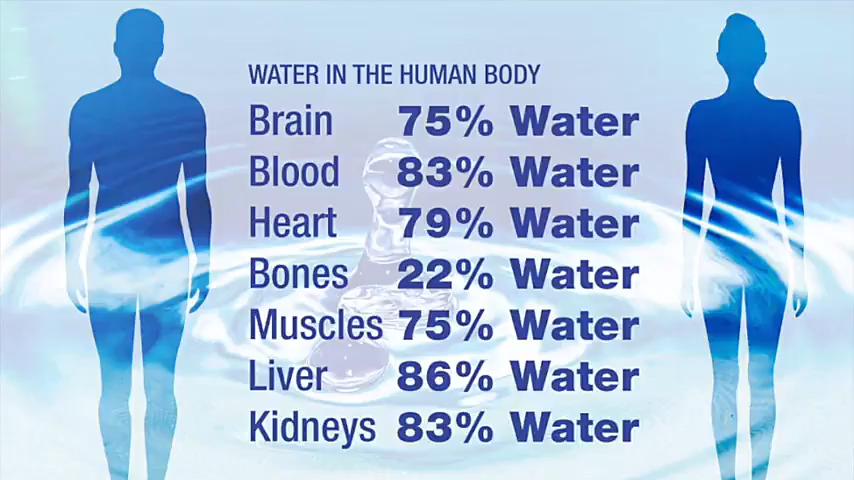 WATER IN THE HUMAN BODY
Brain 75% Water
Blood 83% Water
Heart 79% Water
Bones 22% Water
Muscles 75% Water
Liver 86% Water
Kidneys 83% Water